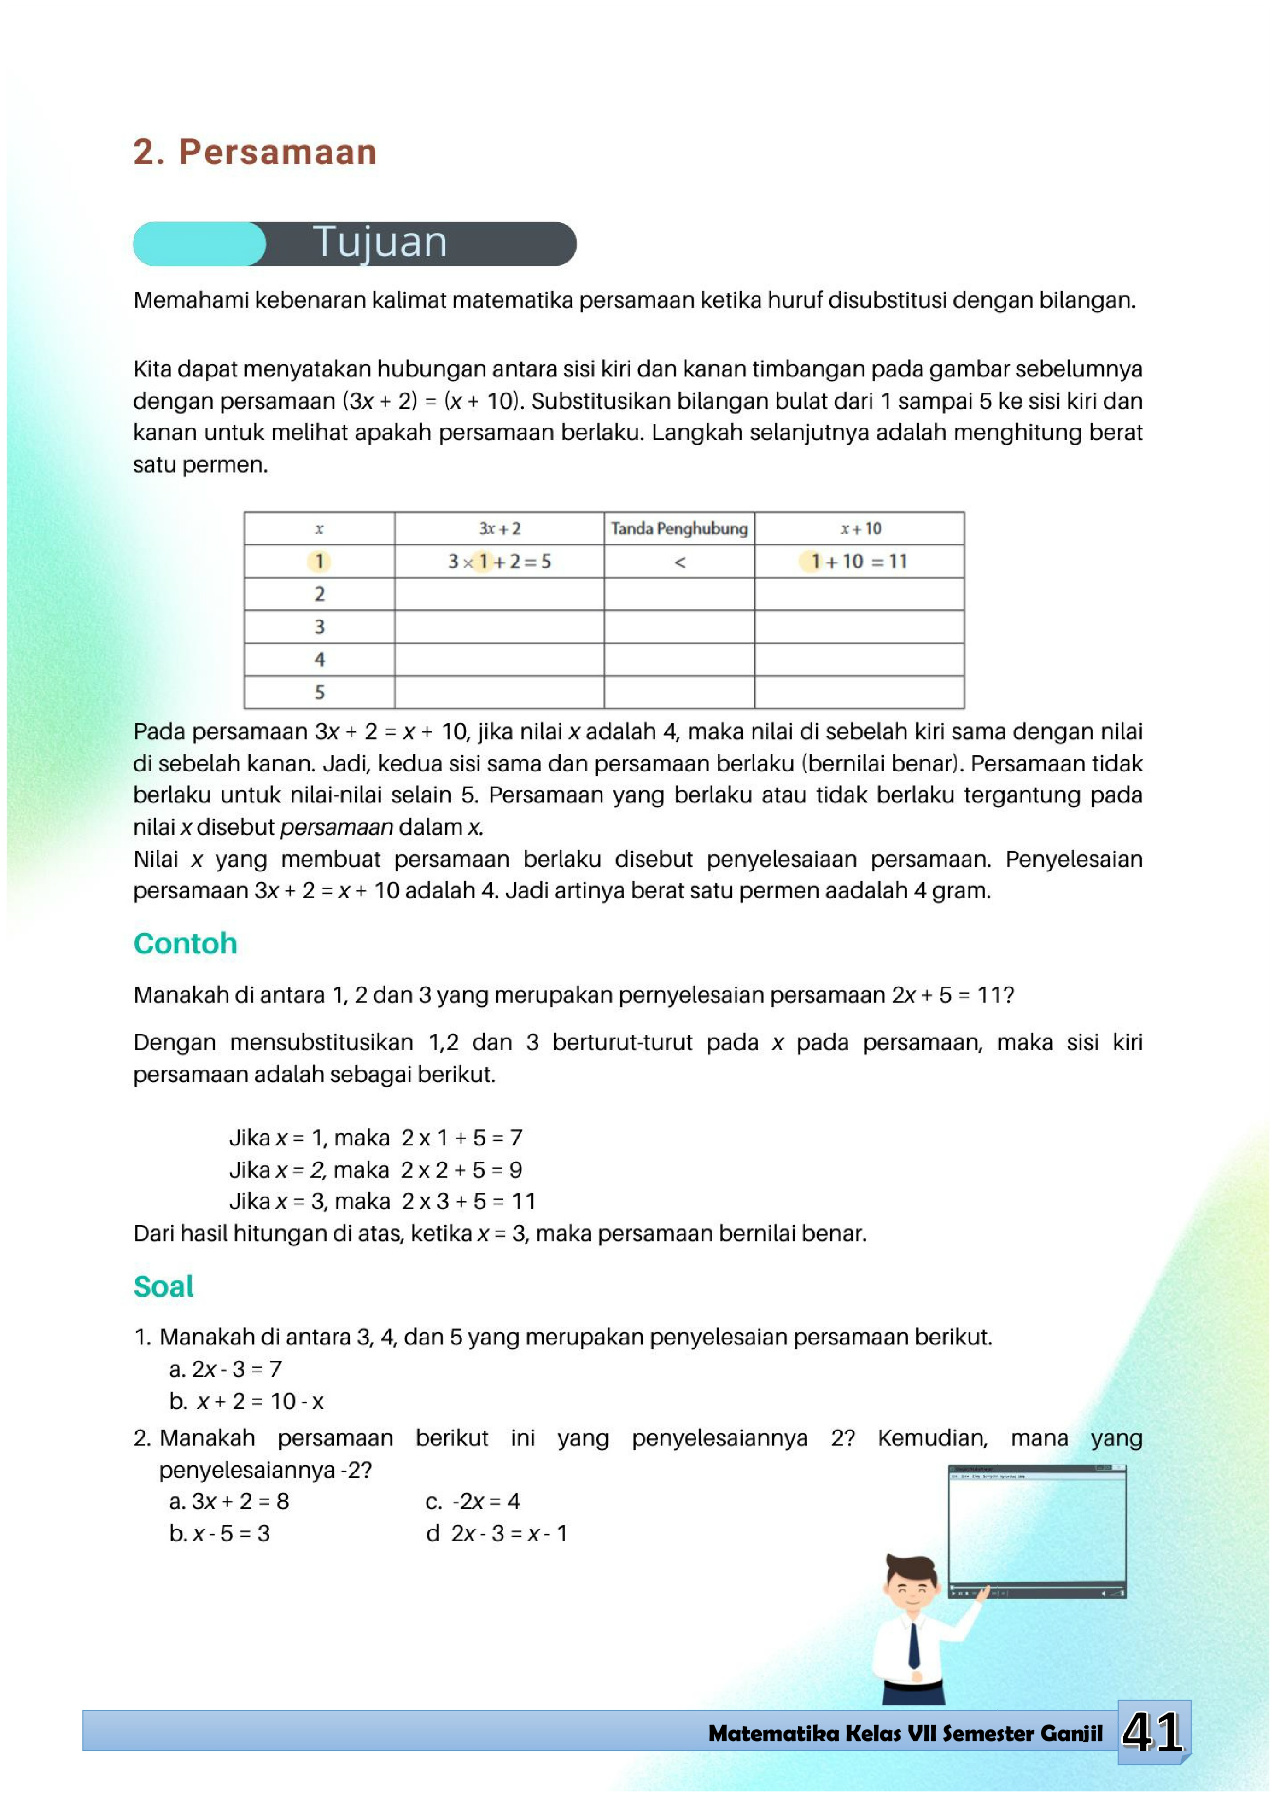 2. Persamaan
Tujuan
Memahami kebenaran kalimat matematika persamaan ketika huruf disubstitusi dengan bilangan.
Kita dapat menyatakan hubungan antara sisi kiri dan kanan timbangan pada gambar sebelumnya
dengan persamaan (3x + 2) = (x + 10). Substitusikan bilangan bulat dari 1 sampai 5 ke sisi kiri dan
kanan untuk melihat apakah persamaan berlaku. Langkah selanjutnya adalah menghitung berat
satu permen.
x 3x + 2 Tanda Penghubung x + 10
1 3 × 1 + 2 = 5 < 1 + 10 = 11
2
3
4
5
Pada persamaan 3x + 2 = x + 10, jika nilai x adalah 4, maka nilai di sebelah kiri sama dengan nilai
di sebelah kanan. Jadi, kedua sisi sama dan persamaan berlaku (bernilai benar). Persamaan tidak
berlaku untuk nilai-nilai selain 5. Persamaan yang berlaku atau tidak berlaku tergantung pada
nilai x disebut persamaan dalam x.
Nilai x yang membuat persamaan berlaku disebut penyelesaiaan persamaan. Penyelesaian
persamaan 3x + 2 = x + 10 adalah 4. Jadi artinya berat satu permen aadalah 4 gram.
Contoh
Manakah di antara 1, 2 dan 3 yang merupakan pernyelesaian persamaan 2x + 5 = 11?
Dengan mensubstitusikan 1,2 dan 3 berturut-turut pada x pada persamaan, maka sisi kiri
persamaan adalah sebagai berikut.
Jika x = 1, maka 2 x 1 + 5 = 7
Jika x = 2, maka 2 x 2 + 5 = 9
Jika x = 3, maka 2 x 3 + 5 = 11
Dari hasil hitungan di atas, ketika x = 3, maka persamaan bernilai benar.
Soal
1. Manakah di antara 3, 4, dan 5 yang merupakan penyelesaian persamaan berikut.
a. 2x - 3 = 7
b. x + 2 = 10 - x
2. Manakah persamaan berikut ini yang penyelesaiannya 2? Kemudian, mana yang
penyelesaiannya -2?
a. 3x + 2 = 8 c. -2x = 4
b. x - 5 = 3 d 2x - 3 = x - 1
Matematika Kelas VII Semester Ganjil 41